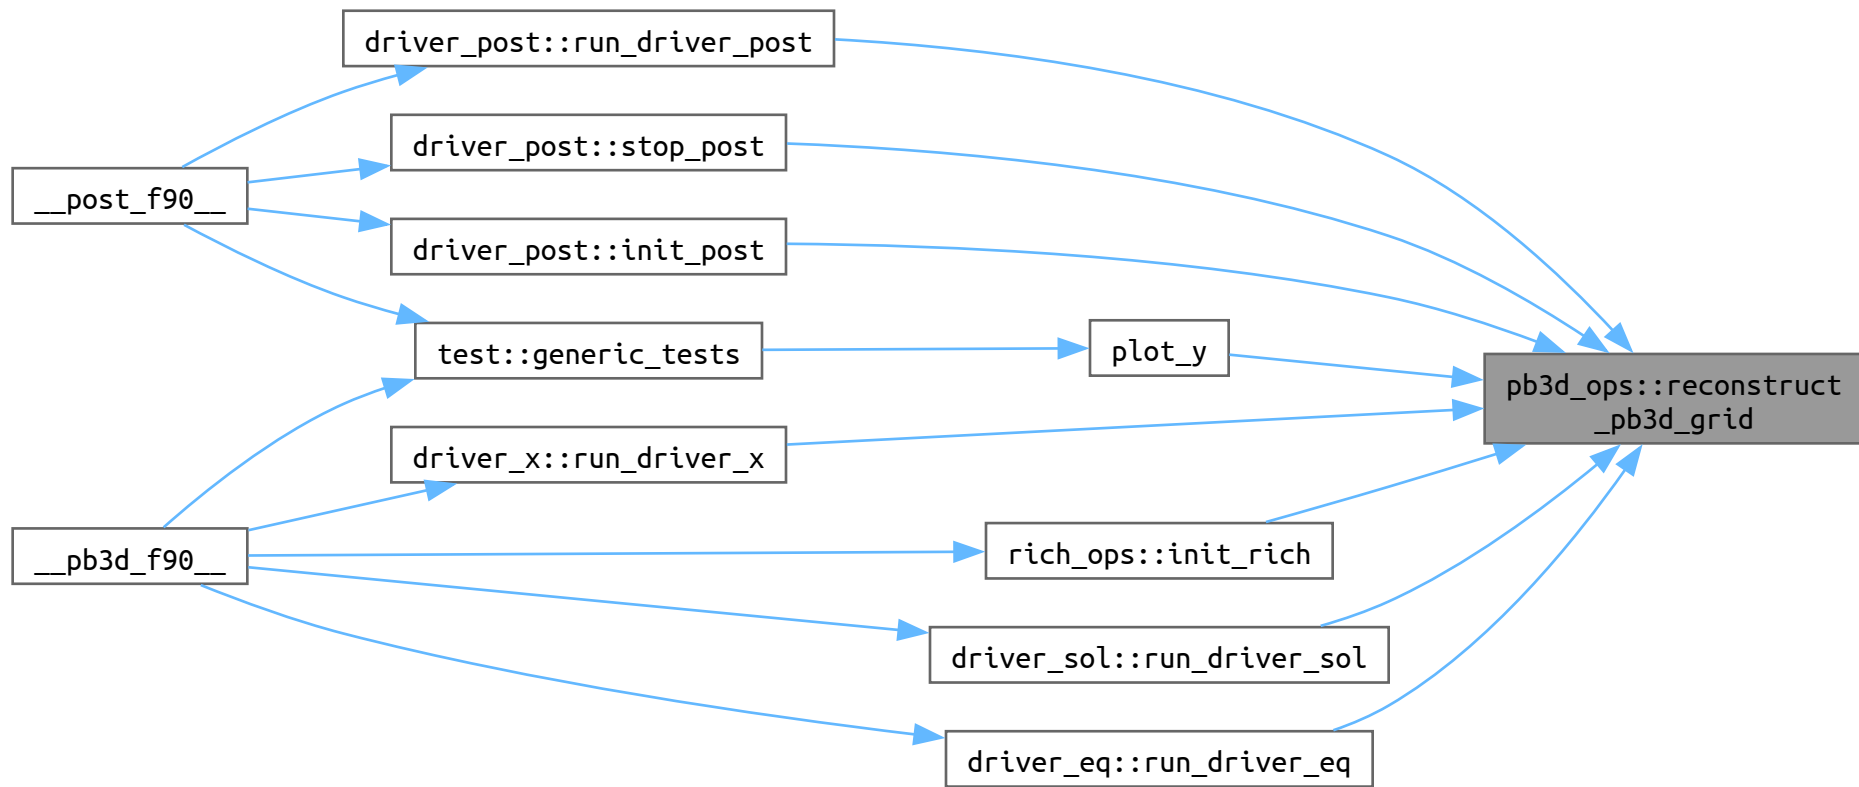 driver_post::run_driver_post
driver_post::stop_post
__post_f90__
driver_post::init_post
test::generic_tests
plot_y
pb3d_ops::reconstruct
_pb3d_grid
driver_x::run_driver_x
__pb3d_f90__
rich_ops::init_rich
driver_sol::run_driver_sol
driver_eq::run_driver_eq